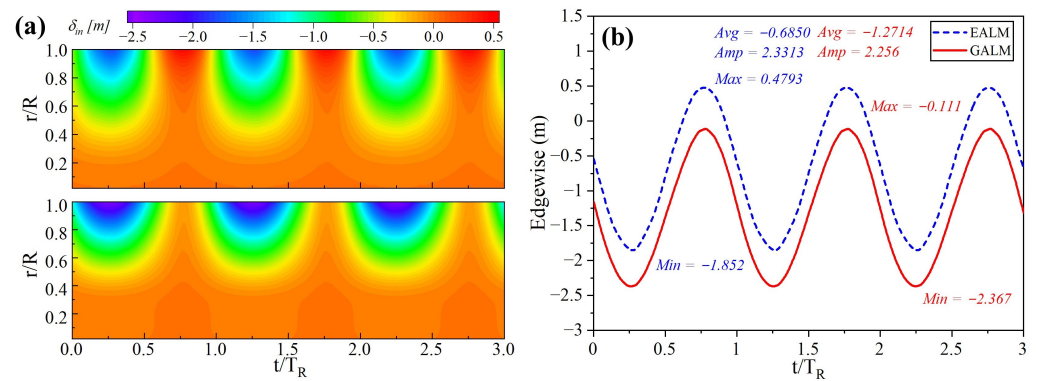 (a)
δin [m]
−2.5 −2.0 −1.5 −1.0 −0.5 0.0 0.5
1.0
0.8
0.6
0.4
0.2
r/R
1.0
0.8
0.6
0.4
0.2
r/R
0.0 0.5 1.0 1.5 2.0 2.5 3.0
t/TR
(b)
Avg = −0.6850 Avg = −1.2714
Amp = 2.3313 Amp = 2.256
Max = 0.4793
EALM
GALM
Max = −0.111
Min = −1.852
Min = −2.367
1.5
1
0.5
0
−0.5
−1
−1.5
−2
−2.5
−3
Edgewise (m)
0 0.5 1 1.5 2 2.5 3
t/TR